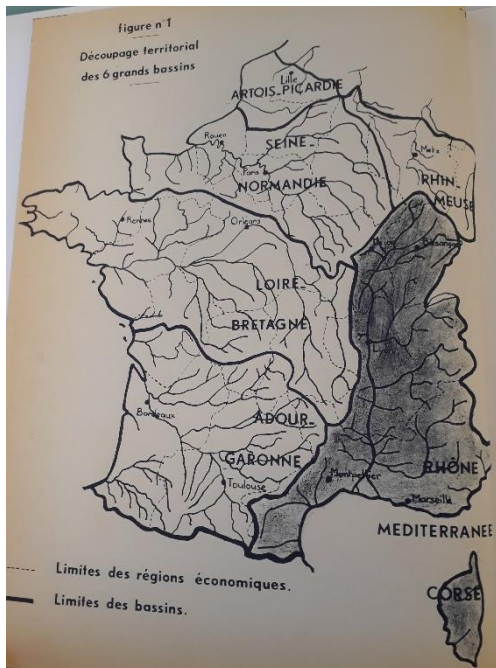 figure n°1
Découpage territorial
des 6 grands bassins
Lille
ARTOIS-PICARDIE
Rouen
SEINE-
Metz
Paris
NORMANDIE
RHIN-
MEUSE
Rennes
Orléans
Dijon
Besançon
LOIRE-
BRETAGNE
Bordeaux
ADOUR-
GARONNE
Toulouse
Montpellier
RHÔNE
Marseille
MEDITERRANEE
CORSE
Limites des régions économiques.
Limites des bassins.